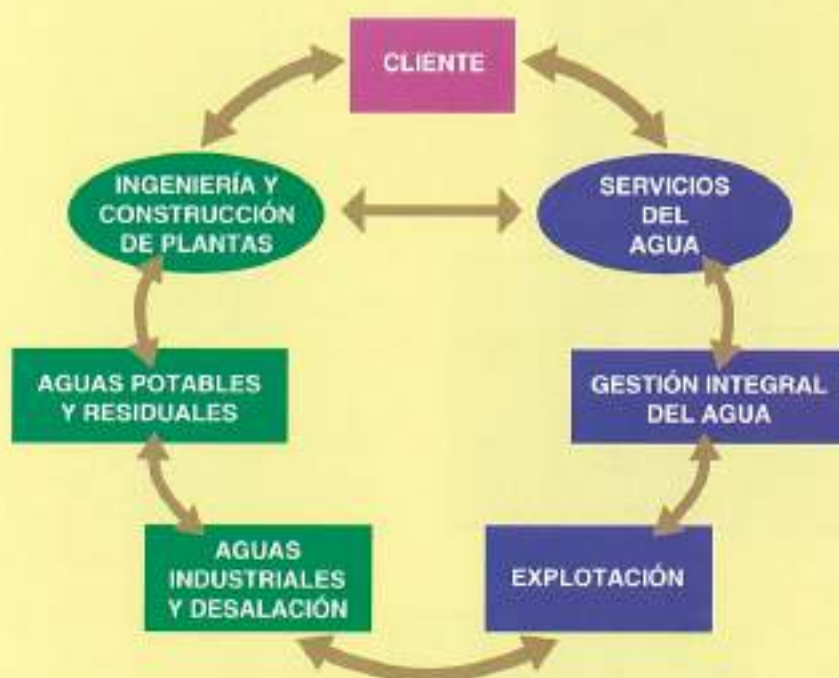 CLIENTE
INGENIERÍA Y
CONSTRUCCIÓN
DE PLANTAS
SERVICIOS
DEL
AGUA
AGUAS POTABLES
Y RESIDUALES
GESTIÓN INTEGRAL
DEL AGUA
AGUAS
INDUSTRIALES
Y DESALACIÓN
EXPLOTACIÓN